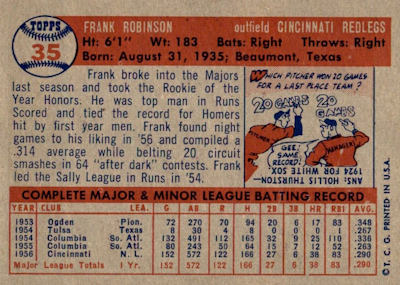 TOPPS
35
FRANK ROBINSON outfield CINCINNATI REDLEGS
Ht: 6'1" Wt: 183 Bats: Right Throws: Right
Born: August 31, 1935; Beaumont, Texas
Frank broke into the Majors
last season and took the Rookie of the
Year Honors. He was top man in Runs
Scored and tied the record for Homers
hit by first year men. Frank found night
games to his liking in '56 and compiled a
.314 average while belting 20 circuit
smashes in 64 "after dark" contests. Frank
led the Sally League in Runs in '54.
WHICH PITCHER WON 20 GAMES
FOR A LAST PLACE TEAM?
20 GAMES 20 GAMES
PITCHER
GEE!
SOME
RECORD!
MANAGER
ANS: HOLLIS THURSTON
1924 FOR WHITE SOX
COMPLETE MAJOR & MINOR LEAGUE BATTING RECORD
YEAR CLUB LEA. G AB R H 2B 3B HR RBI AVG.
1953 Ogden Pion. 72 270 70 94 20 6 17 83 .348
1954 Tulsa Texas 8 30 4 8 0 0 0 1 .267
1954 Columbia So. Atl. 132 491 112 165 32 9 25 110 .336
1955 Columbia So. Atl. 80 243 50 64 15 7 12 52 .263
1956 Cincinnati N. L. 152 572 122 166 27 6 38 83 .290
Major League Totals 1 Yr. 152 572 122 166 27 6 38 83 .290
© T. C. G. PRINTED IN U.S.A.